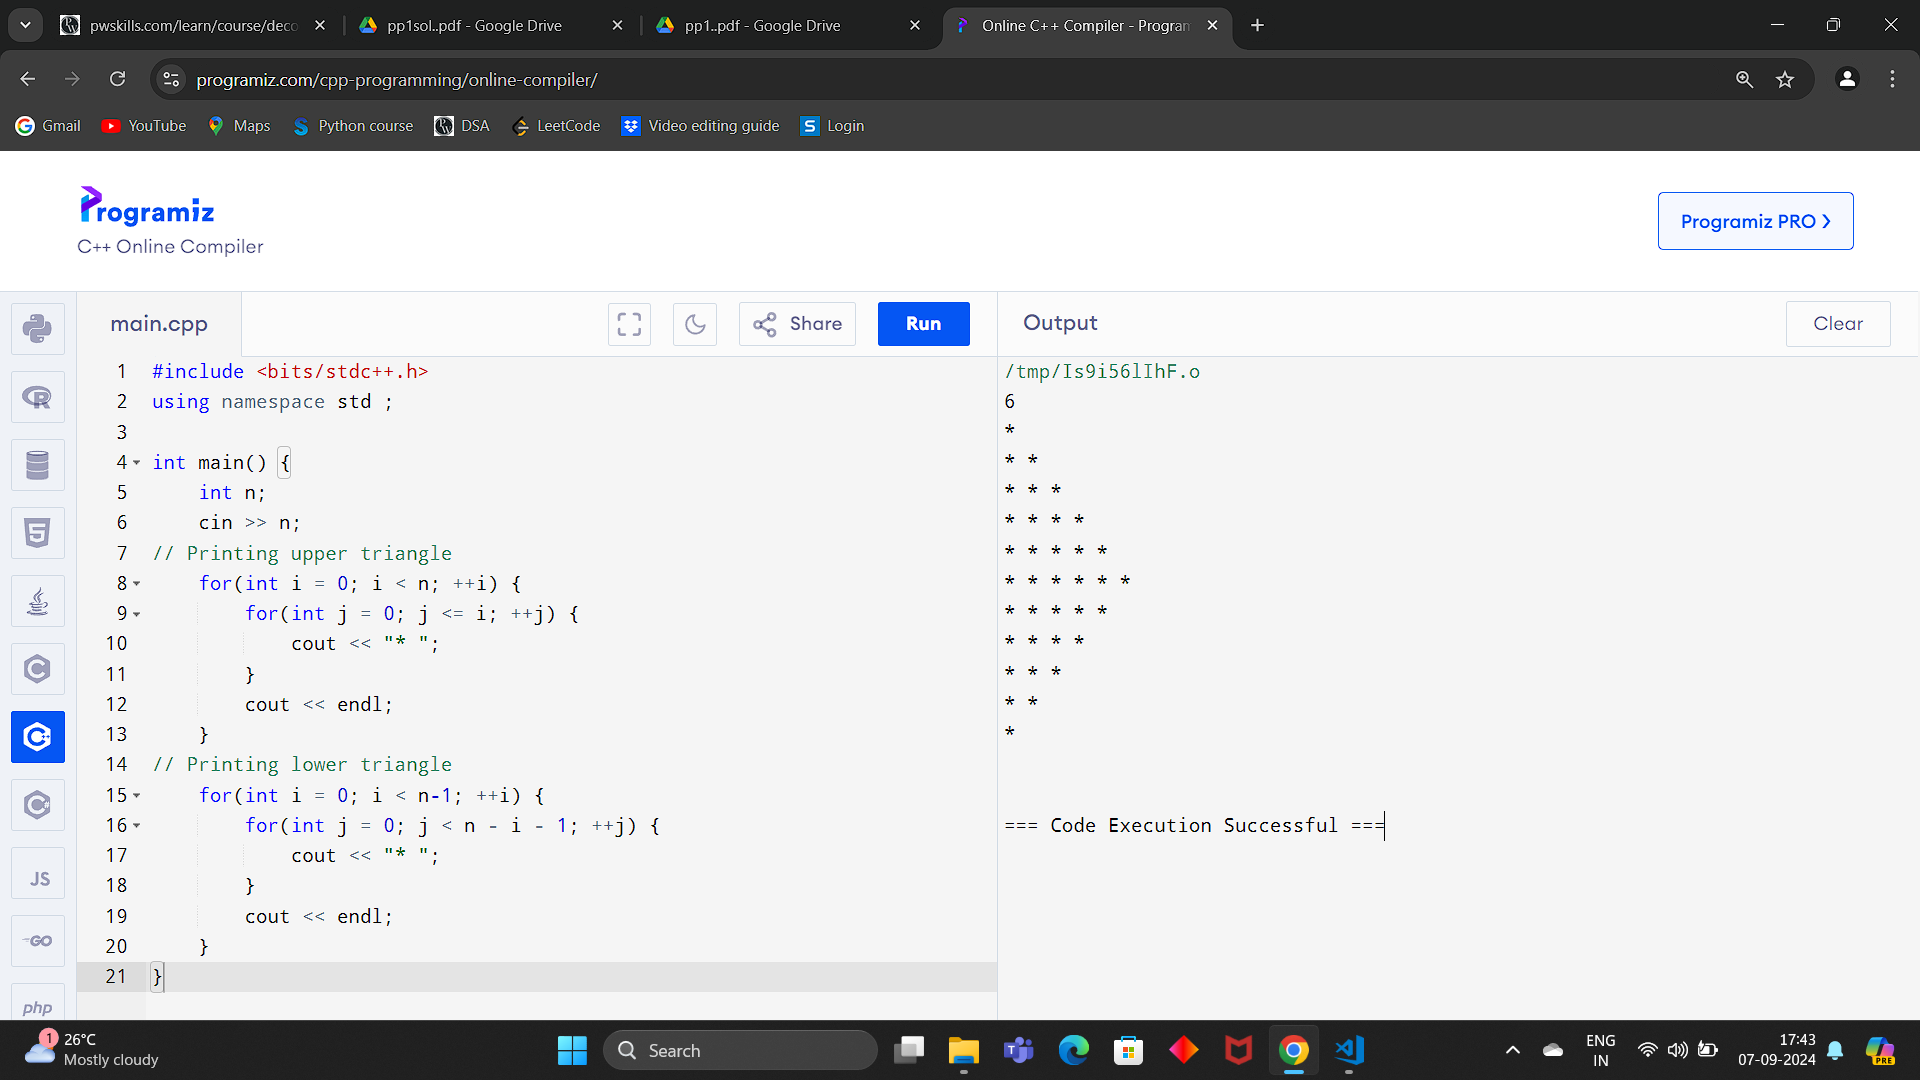 pwskills.com/learn/course/deco
pp1sol..pdf - Google Drive
pp1..pdf - Google Drive
Online C++ Compiler - Program
programiz.com/cpp-programming/online-compiler/
Gmail
YouTube
Maps
Python course
DSA
LeetCode
Video editing guide
Login
Programiz
C++ Online Compiler
Programiz PRO
main.cpp
Share
Run
Output
Clear
1 #include <bits/stdc++.h>
2 using namespace std ;
3
4 int main() {
5     int n;
6     cin >> n;
7 // Printing upper triangle
8     for(int i = 0; i < n; ++i) {
9         for(int j = 0; j <= i; ++j) {
10             cout << "* ";
11         }
12         cout << endl;
13     }
14 // Printing lower triangle
15     for(int i = 0; i < n-1; ++i) {
16         for(int j = 0; j < n - i - 1; ++j) {
17             cout << "* ";
18         }
19         cout << endl;
20     }
21 }
/tmp/Is9i56lIhF.o
6
*
* *
* * *
* * * *
* * * * *
* * * * * *
* * * * *
* * * *
* * *
* *
*
=== Code Execution Successful ===
JS
GO
php
1
26°C
Mostly cloudy
Search
ENG
IN
17:43
07-09-2024
PRE